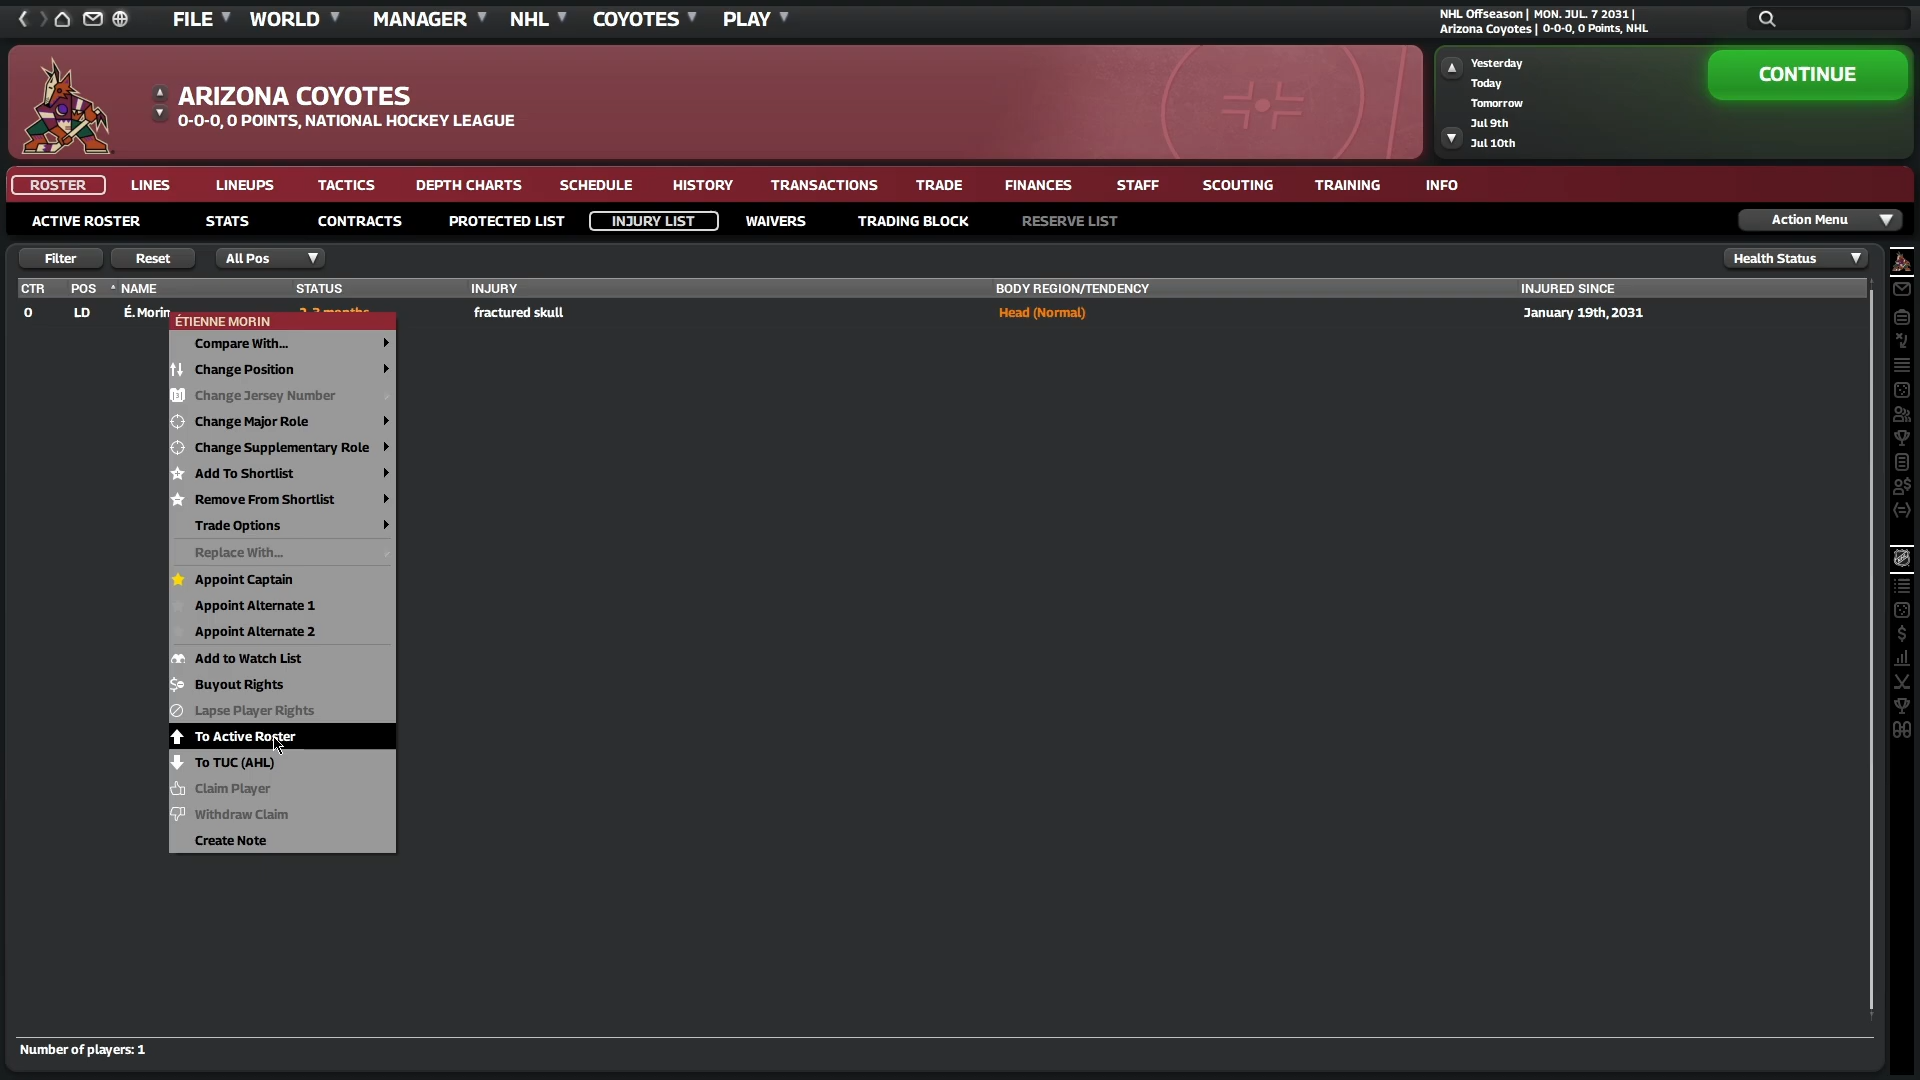 FILE WORLD MANAGER NHL COYOTES PLAY
NHL Offseason | MON. JUL. 7 2031 |
Arizona Coyotes | 0-0-0, 0 Points, NHL
ARIZONA COYOTES
0-0-0, 0 POINTS, NATIONAL HOCKEY LEAGUE
Yesterday
Today
Tomorrow
Jul 9th
Jul 10th
CONTINUE
ROSTER LINES LINEUPS TACTICS DEPTH CHARTS SCHEDULE HISTORY TRANSACTIONS TRADE FINANCES STAFF SCOUTING TRAINING INFO
ACTIVE ROSTER STATS CONTRACTS PROTECTED LIST INJURY LIST WAIVERS TRADING BLOCK RESERVE LIST Action Menu
Filter Reset All Pos Health Status
CTR POS NAME STATUS INJURY BODY REGION/TENDENCY INJURED SINCE
0 LD É. Morin 2-3 months fractured skull Head (Normal) January 19th, 2031
ÉTIENNE MORIN
Compare With...
Change Position
Change Jersey Number
Change Major Role
Change Supplementary Role
Add To Shortlist
Remove From Shortlist
Trade Options
Replace With...
Appoint Captain
Appoint Alternate 1
Appoint Alternate 2
Add to Watch List
Buyout Rights
Lapse Player Rights
To Active Roster
To TUC (AHL)
Claim Player
Withdraw Claim
Create Note
Number of players: 1